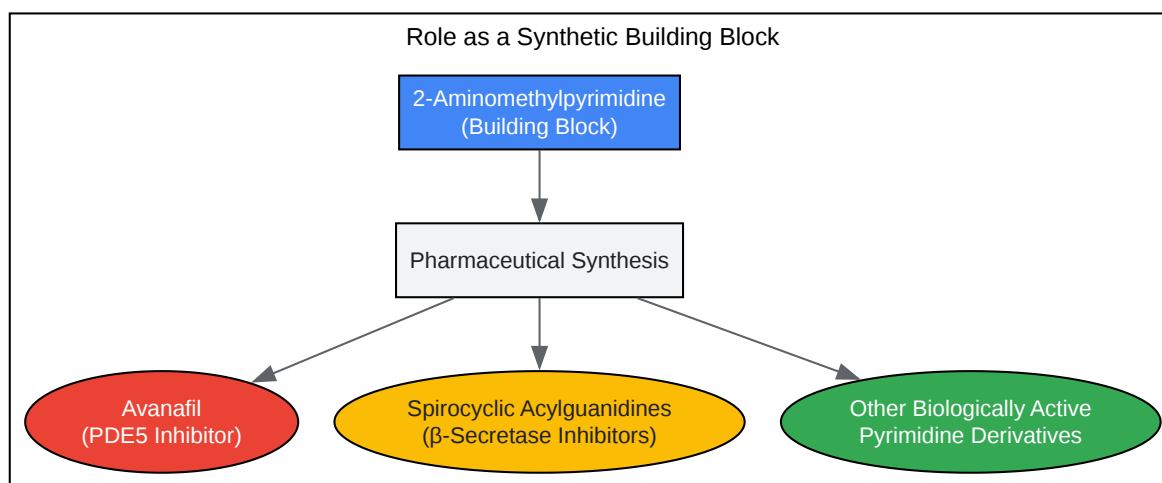 Role as a Synthetic Building Block
2-Aminomethylpyrimidine
(Building Block)
Pharmaceutical Synthesis
Avanafil
(PDE5 Inhibitor)
Spirocyclic Acylguanidines
(β-Secretase Inhibitors)
Other Biologically Active
Pyrimidine Derivatives